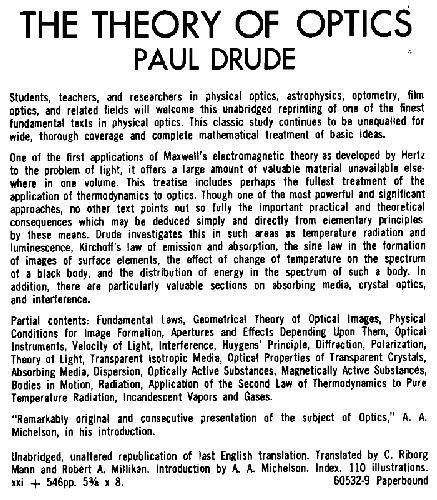 THE THEORY OF OPTICS
PAUL DRUDE
Students, teachers, and researchers in physical optics, astrophysics, optometry, film
optics, and related fields will welcome this unabridged reprinting of one of the finest
fundamental texts in physical optics. This classic study continues to be unequalled for
wide, thorough coverage and complete mathematical treatment of basic ideas.
One of the first applications of Maxwell's electromagnetic theory as developed by Hertz
to the problem of light, it offers a large amount of valuable material unavailable else-
where in one volume. This treatise includes perhaps the fullest treatment of the
application of thermodynamics to optics. Though one of the most powerful and significant
approaches, no other text points out so fully the important practical and theoretical
consequences which may be deduced simply and directly from elementary principles
by these means. Drude investigates this in such areas as temperature radiation and
luminescence, Kirchoff's law of emission and absorption, the sine law in the formation
of images of surface elements, the effect of change of temperature on the spectrum
of a black body, and the distribution of energy in the spectrum of such a body. In
addition, there are particularly valuable sections on absorbing media, crystal optics,
and interference.
Partial contents: Fundamental Laws, Geometrical Theory of Optical Images, Physical
Conditions for Image Formation, Apertures and Effects Depending Upon Them, Optical
Instruments, Velocity of Light, Interference, Huygens' Principle, Diffraction, Polarization,
Theory of Light, Transparent Isotropic Media, Optical Properties of Transparent Crystals,
Absorbing Media, Dispersion, Optically Active Substances, Magnetically Active Substances,
Bodies in Motion, Radiation, Application of the Second Law of Thermodynamics to Pure
Temperature Radiation, Incandescent Vapors and Gases.
"Remarkably original and consecutive presentation of the subject of Optics," A. A.
Michelson, in his introduction.
Unabridged, unaltered republication of last English translation. Translated by C. Riborg
Mann and Robert A. Millikan. Introduction by A. A. Michelson. Index. 110 illustrations.
xxi + 546pp. 5⅜ x 8. 60532-9 Paperbound